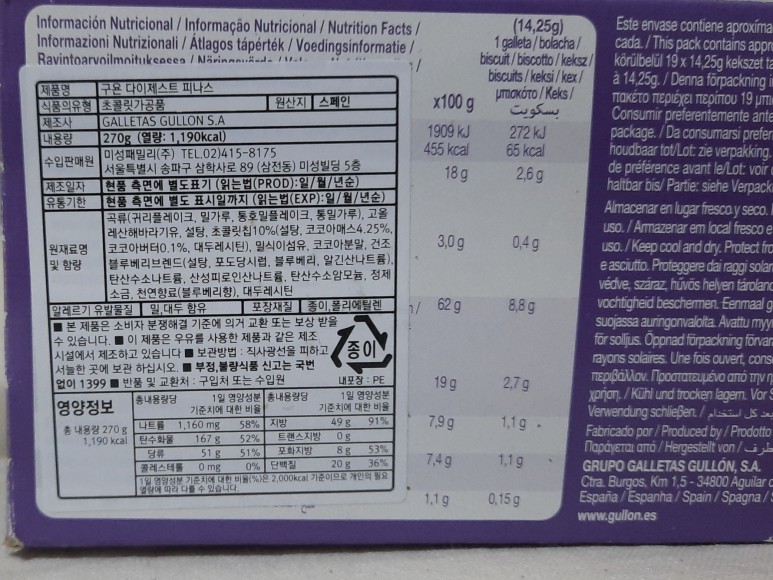 Información Nutricional / Informação Nutricional / Nutrition Facts /
Informazioni Nutrizionali / Átlagos tápérték / Voedingsinformatie /
Ravintoarvoilmoituksessa /
(14,25g)
1 galleta / bolacha /
biscuit / biscotto / keksz /
biscuits / keksi / kex /
μπισκότο / Keks /
بسكويت
x100 g
1909 kJ 272 kJ
455 kcal 65 kcal
18 g 2,6 g
3,0 g 0,4 g
62 g 8,8 g
19 g 2,7 g
7,9 g 1,1 g
7,4 g 1,1 g
1,1 g 0,15 g
제품명 구욘 다이제스트 피나스
식품의유형 초콜릿가공품 원산지 스페인
제조사 GALLETAS GULLON S.A
내용량 270g (열량: 1,190kcal)
수입판매원 미성패밀리(주) TEL.02)415-8175
서울특별시 송파구 삼학사로 89 (삼전동) 미성빌딩 5층
제조일자 현품 측면에 별도표기 (읽는법(PROD):일/월/년순)
유통기한 현품 측면에 별도 표시일까지 (읽는법(EXP):일/월/년순)
원재료명 및 함량
곡류(귀리플레이크, 밀가루, 통호밀플레이크, 통밀가루), 고올
레산해바라기유, 설탕, 초콜릿칩10%(설탕, 코코아매스4.25%,
코코아버터0.1%, 대두레시틴), 밀식이섬유, 코코아분말, 건조
블루베리브렌드(설탕, 포도당시럽, 블루베리, 알긴산나트륨),
탄산수소나트륨, 산성피로인산나트륨, 탄산수소암모늄, 정제
소금, 천연향료(블루베리향), 대두레시틴
알레르기 유발물질 밀,대두 함유 포장재질 종이,폴리에틸렌
■ 본 제품은 소비자 분쟁해결 기준에 의거 교환 또는 보상 받을
수 있습니다. ■ 이 제품은 우유를 사용한 제품과 같은 제조
시설에서 제조하고 있습니다 ■ 보관방법 : 직사광선을 피하고
서늘한 곳에 보관 하십시오. ■ 부정,불량식품 신고는 국번
없이 1399 ■ 반품 및 교환처 : 구입처 또는 수입원
종이
내포장 : PE
영양정보
총 내용량 270 g
1,190 kcal
총내용량당 1일 영양성분 기준치에 대한 비율 총내용량당 1일 영양성분 기준치에 대한 비율
나트륨 1,160 mg 58% 지방 49 g 91%
탄수화물 167 g 52% 트랜스지방 0 g
당류 51 g 51% 포화지방 8 g 53%
콜레스테롤 0 mg 0% 단백질 20 g 36%
1일 영양성분 기준치에 대한 비율(%)은 2,000kcal 기준이므로 개인의 필요
열량에 따라 다를 수 있습니다.
Este envase contiene aproxima
cada. / This pack contains appro
körülbelül 19 x 14,25g kekszet ta
à 14,25g. / Denna förpackning i
πακέτο περιέχει περίπου 19 μπι
Consumir preferentemente ante
package. / Da consumarsi prefer
houdbaar tot/Lot: zie verpakking.
de préférence avant le/Lot: voir
haltbar bis/ Partie: siehe Verpack
Almacenar en lugar fresco y seco.
uso. / Armazenar em local fresco e
uso. / Keep cool and dry. Protect fro
e asciutto. Proteggere dai raggi solar
védve, száraz, hűvös helyen tároland
vochtigheid beschermen. Eenmaal g
suojassa auringonvalolta. Avattu myy
för solljus. Öppnad förpackning förvar
rayons solaires. Une fois ouvert, cons
περιβάλλον. Προστατευμένο από την η
χρήση. / Kühl und trocken lagern. Vor S
Verwendung schließen. / بعد كل استخدام
Fabricado por / Produced by / Prodotto
Παράγεται από / Hergestellt von /
GRUPO GALLETAS GULLÓN, S.A.
Ctra. Burgos, Km 1,5 - 34800 Aguilar
España / Espanha / Spain / Spagna /
www.gullon.es